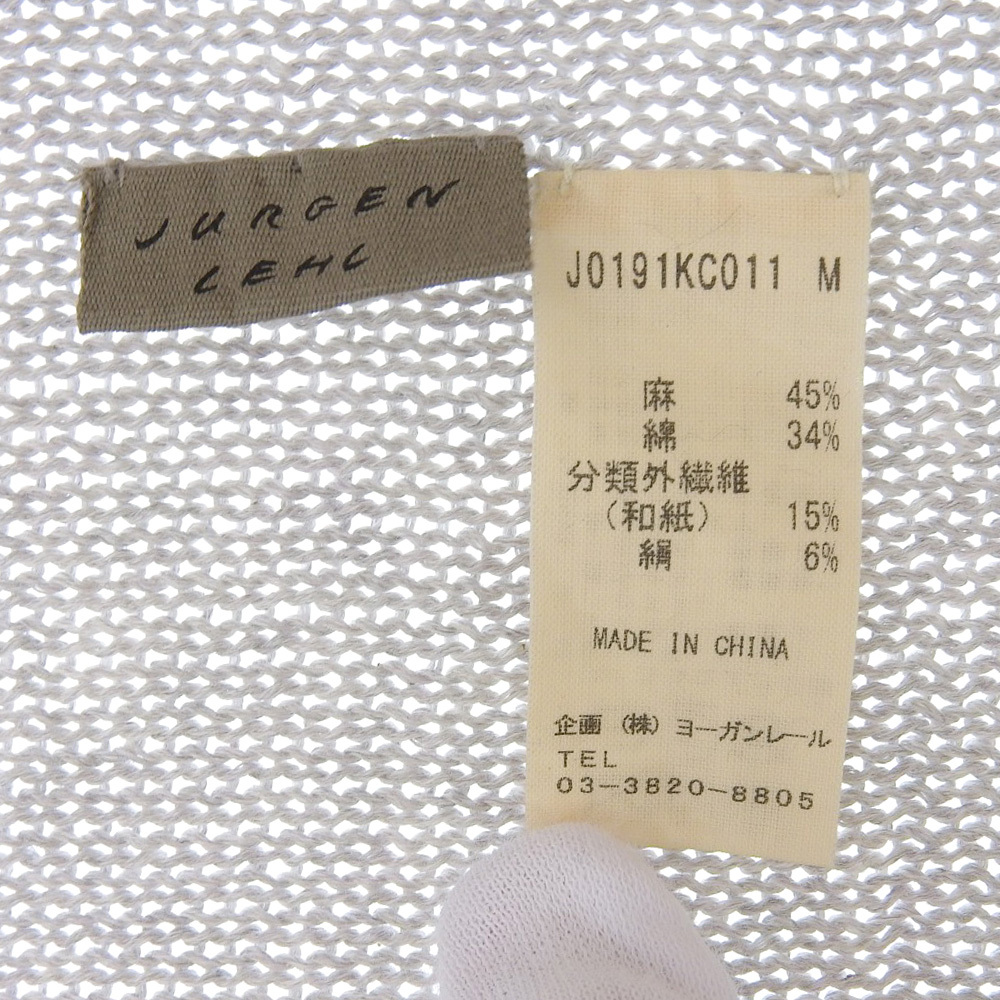 JURGEN
LEHL
J0191KC011 M
麻 45%
綿 34%
分類外繊維
(和紙) 15%
絹 6%
MADE IN CHINA
企画 (株) ヨーガンレール
TEL
03-3820-8805